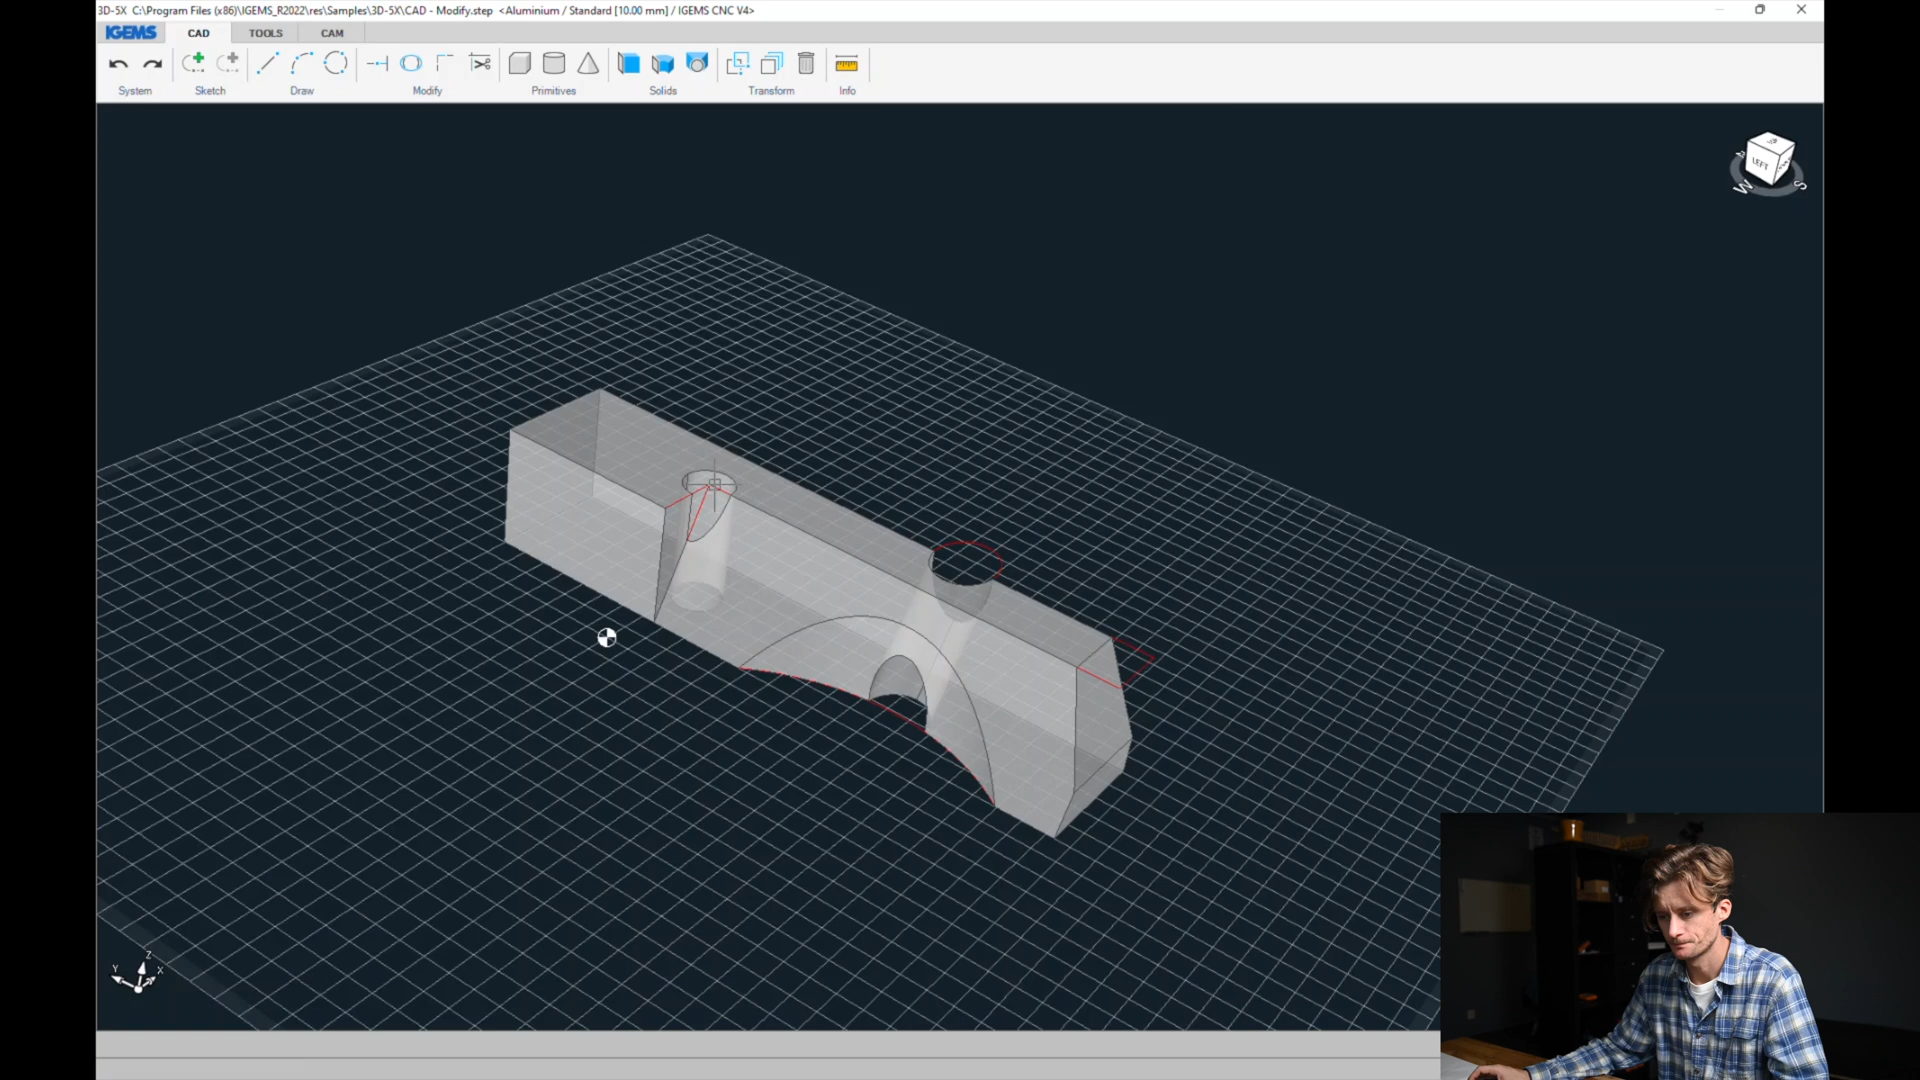 3D-5X C:\Program Files (x86)\IGEMS_R2022\res\Samples\3D-5X\CAD - Modify.step <Aluminium / Standard [10.00 mm] / IGEMS CNC V4>
IGEMS CAD TOOLS CAM
System Sketch Draw Modify Primitives Solids Transform Info
LEFT
W S
Z
Y X